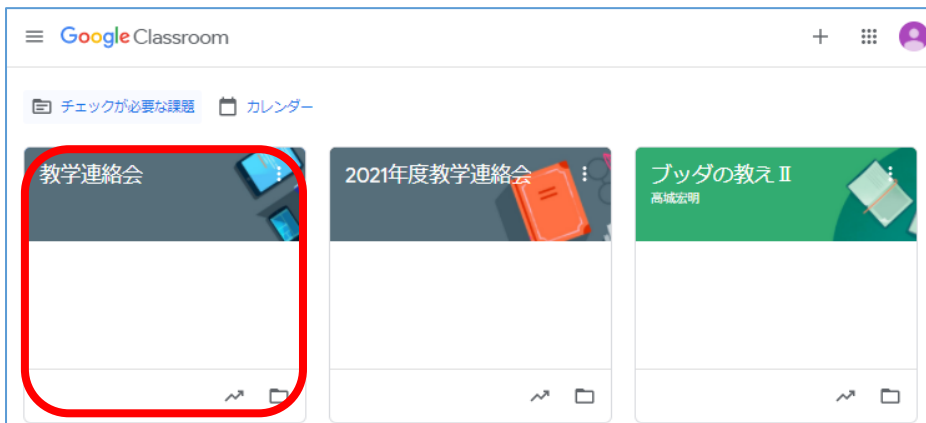 Google Classroom
チェックが必要な課題 カレンダー
教学連絡会
2021年度教学連絡会
ブッダの教えⅡ
高城宏明